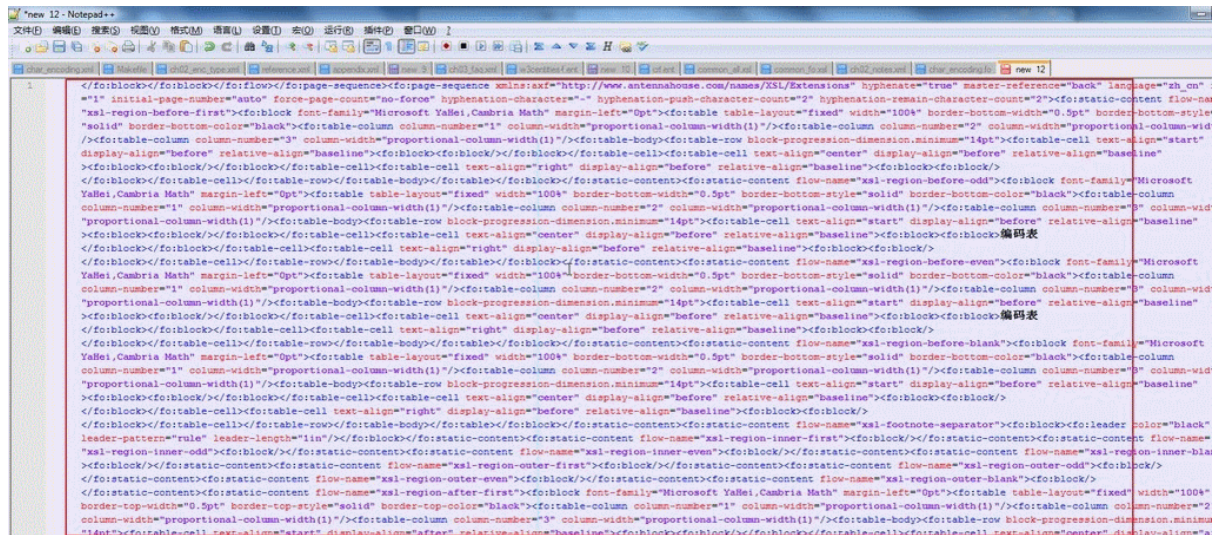 *new 12 - Notepad++
文件(F) 编辑(E) 搜索(S) 视图(V) 格式(M) 语言(L) 设置(T) 宏(O) 运行(R) 插件(P) 窗口(W) ?
char_encoding.xml Makefile ch02_enc_type.xml reference.xml appendix.xml new 9 ch03_faq.xml w3centities-f.ent new 10 ctl.ent common_all.xsl common_fo.xsl ch02_notes.xml char_encoding.fo new 12
1 </fo:block></fo:block></fo:flow></fo:page-sequence><fo:page-sequence xmlns:axf="http://www.antennahouse.com/names/XSL/Extensions" hyphenate="true" master-reference="back" language="zh_cn"
="1" initial-page-number="auto" force-page-count="no-force" hyphenation-character="-" hyphenation-push-character-count="2" hyphenation-remain-character-count="2"><fo:static-content flow-na
"xsl-region-before-first"><fo:block font-family="Microsoft YaHei,Cambria Math" margin-left="0pt"><fo:table table-layout="fixed" width="100%" border-bottom-width="0.5pt" border-bottom-style
"solid" border-bottom-color="black"><fo:table-column column-number="1" column-width="proportional-column-width(1)"/><fo:table-column column-number="2" column-width="proportional-column-wid
/><fo:table-column column-number="3" column-width="proportional-column-width(1)"/><fo:table-body><fo:table-row block-progression-dimension.minimum="14pt"><fo:table-cell text-align="start"
display-align="before" relative-align="baseline"><fo:block><fo:block/></fo:block></fo:table-cell><fo:table-cell text-align="center" display-align="before" relative-align="baseline"
><fo:block><fo:block/></fo:block></fo:table-cell><fo:table-cell text-align="right" display-align="before" relative-align="baseline"><fo:block><fo:block/>
</fo:block></fo:table-cell></fo:table-row></fo:table-body></fo:table></fo:block></fo:static-content><fo:static-content flow-name="xsl-region-before-odd"><fo:block font-family="Microsoft
YaHei,Cambria Math" margin-left="0pt"><fo:table table-layout="fixed" width="100%" border-bottom-width="0.5pt" border-bottom-style="solid" border-bottom-color="black"><fo:table-column
column-number="1" column-width="proportional-column-width(1)"/><fo:table-column column-number="2" column-width="proportional-column-width(1)"/><fo:table-column column-number="3" column-wid
"proportional-column-width(1)"/><fo:table-body><fo:table-row block-progression-dimension.minimum="14pt"><fo:table-cell text-align="start" display-align="before" relative-align="baseline"
><fo:block><fo:block/></fo:block></fo:table-cell><fo:table-cell text-align="center" display-align="before" relative-align="baseline"><fo:block><fo:block>编码表
</fo:block></fo:block></fo:table-cell><fo:table-cell text-align="right" display-align="before" relative-align="baseline"><fo:block><fo:block/>
</fo:block></fo:table-cell></fo:table-row></fo:table-body></fo:table></fo:block></fo:static-content><fo:static-content flow-name="xsl-region-before-even"><fo:block font-family="Microsoft
YaHei,Cambria Math" margin-left="0pt"><fo:table table-layout="fixed" width="100%" border-bottom-width="0.5pt" border-bottom-style="solid" border-bottom-color="black"><fo:table-column
column-number="1" column-width="proportional-column-width(1)"/><fo:table-column column-number="2" column-width="proportional-column-width(1)"/><fo:table-column column-number="3" column-wid
"proportional-column-width(1)"/><fo:table-body><fo:table-row block-progression-dimension.minimum="14pt"><fo:table-cell text-align="start" display-align="before" relative-align="baseline"
><fo:block><fo:block/></fo:block></fo:table-cell><fo:table-cell text-align="center" display-align="before" relative-align="baseline"><fo:block><fo:block>编码表
</fo:block></fo:block></fo:table-cell><fo:table-cell text-align="right" display-align="before" relative-align="baseline"><fo:block><fo:block/>
</fo:block></fo:table-cell></fo:table-row></fo:table-body></fo:table></fo:block></fo:static-content><fo:static-content flow-name="xsl-region-before-blank"><fo:block font-family="Microsoft
YaHei,Cambria Math" margin-left="0pt"><fo:table table-layout="fixed" width="100%" border-bottom-width="0.5pt" border-bottom-style="solid" border-bottom-color="black"><fo:table-column
column-number="1" column-width="proportional-column-width(1)"/><fo:table-column column-number="2" column-width="proportional-column-width(1)"/><fo:table-column column-number="3" column-wid
"proportional-column-width(1)"/><fo:table-body><fo:table-row block-progression-dimension.minimum="14pt"><fo:table-cell text-align="start" display-align="before" relative-align="baseline"
><fo:block><fo:block/></fo:block></fo:table-cell><fo:table-cell text-align="center" display-align="before" relative-align="baseline"><fo:block><fo:block/>
</fo:block></fo:table-cell><fo:table-cell text-align="right" display-align="before" relative-align="baseline"><fo:block><fo:block/>
</fo:block></fo:table-cell></fo:table-row></fo:table-body></fo:table></fo:block></fo:static-content><fo:static-content flow-name="xsl-footnote-separator"><fo:block><fo:leader color="black"
leader-pattern="rule" leader-length="1in"/></fo:block></fo:static-content><fo:static-content flow-name="xsl-region-inner-first"><fo:block/></fo:static-content><fo:static-content flow-name=
"xsl-region-inner-odd"><fo:block/></fo:static-content><fo:static-content flow-name="xsl-region-inner-even"><fo:block/></fo:static-content><fo:static-content flow-name="xsl-region-inner-bla
><fo:block/></fo:static-content><fo:static-content flow-name="xsl-region-outer-first"><fo:block/></fo:static-content><fo:static-content flow-name="xsl-region-outer-odd"><fo:block/>
</fo:static-content><fo:static-content flow-name="xsl-region-outer-even"><fo:block/></fo:static-content><fo:static-content flow-name="xsl-region-outer-blank"><fo:block/>
</fo:static-content><fo:static-content flow-name="xsl-region-after-first"><fo:block font-family="Microsoft YaHei,Cambria Math" margin-left="0pt"><fo:table table-layout="fixed" width="100%"
border-top-width="0.5pt" border-top-style="solid" border-top-color="black"><fo:table-column column-number="1" column-width="proportional-column-width(1)"/><fo:table-column column-number="2
column-width="proportional-column-width(1)"/><fo:table-column column-number="3" column-width="proportional-column-width(1)"/><fo:table-body><fo:table-row block-progression-dimension.minimu
"14pt"><fo:table-cell text-align="start" display-align="after" relative-align="baseline"><fo:block><fo:block/></fo:block></fo:table-cell><fo:table-cell text-align="center" display-align="a